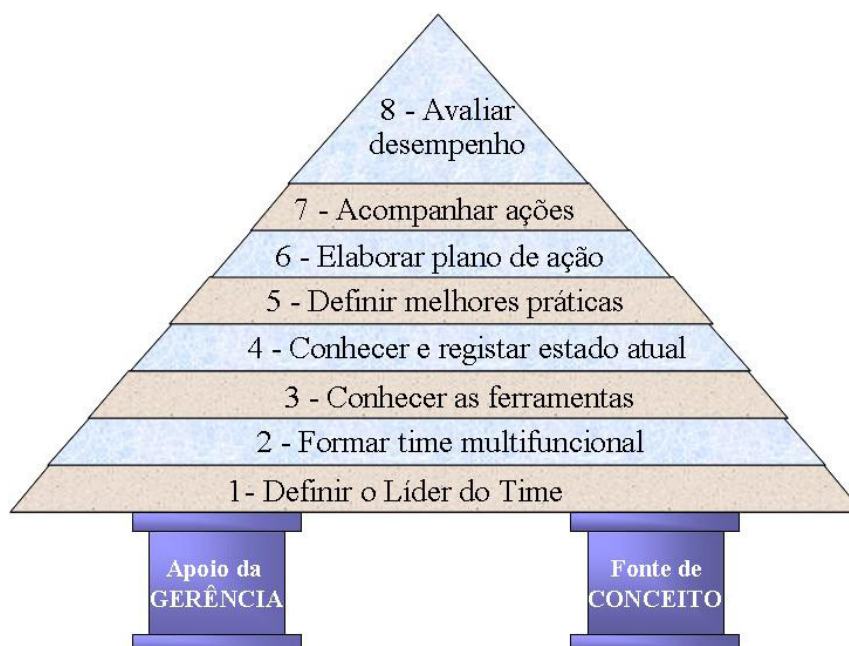 8 - Avaliar
desempenho
7 - Acompanhar ações
6 - Elaborar plano de ação
5 - Definir melhores práticas
4 - Conhecer e registar estado atual
3 - Conhecer as ferramentas
2 - Formar time multifuncional
1- Definir o Líder do Time
Apoio da
GERÊNCIA
Fonte de
CONCEITO